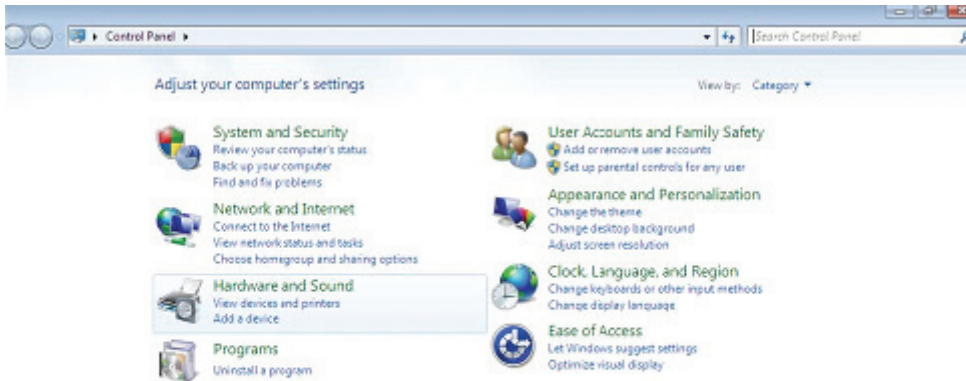 Control Panel
Search Control Panel
Adjust your computer's settings
View by: Category
System and Security
Review your computer's status
Back up your computer
Find and fix problems
Network and Internet
Connect to the Internet
View network status and tasks
Choose homegroup and sharing options
Hardware and Sound
View devices and printers
Add a device
Programs
Uninstall a program
User Accounts and Family Safety
Add or remove user accounts
Set up parental controls for any user
Appearance and Personalization
Change the theme
Change desktop background
Adjust screen resolution
Clock, Language, and Region
Change keyboards or other input methods
Change display language
Ease of Access
Let Windows suggest settings
Optimize visual display